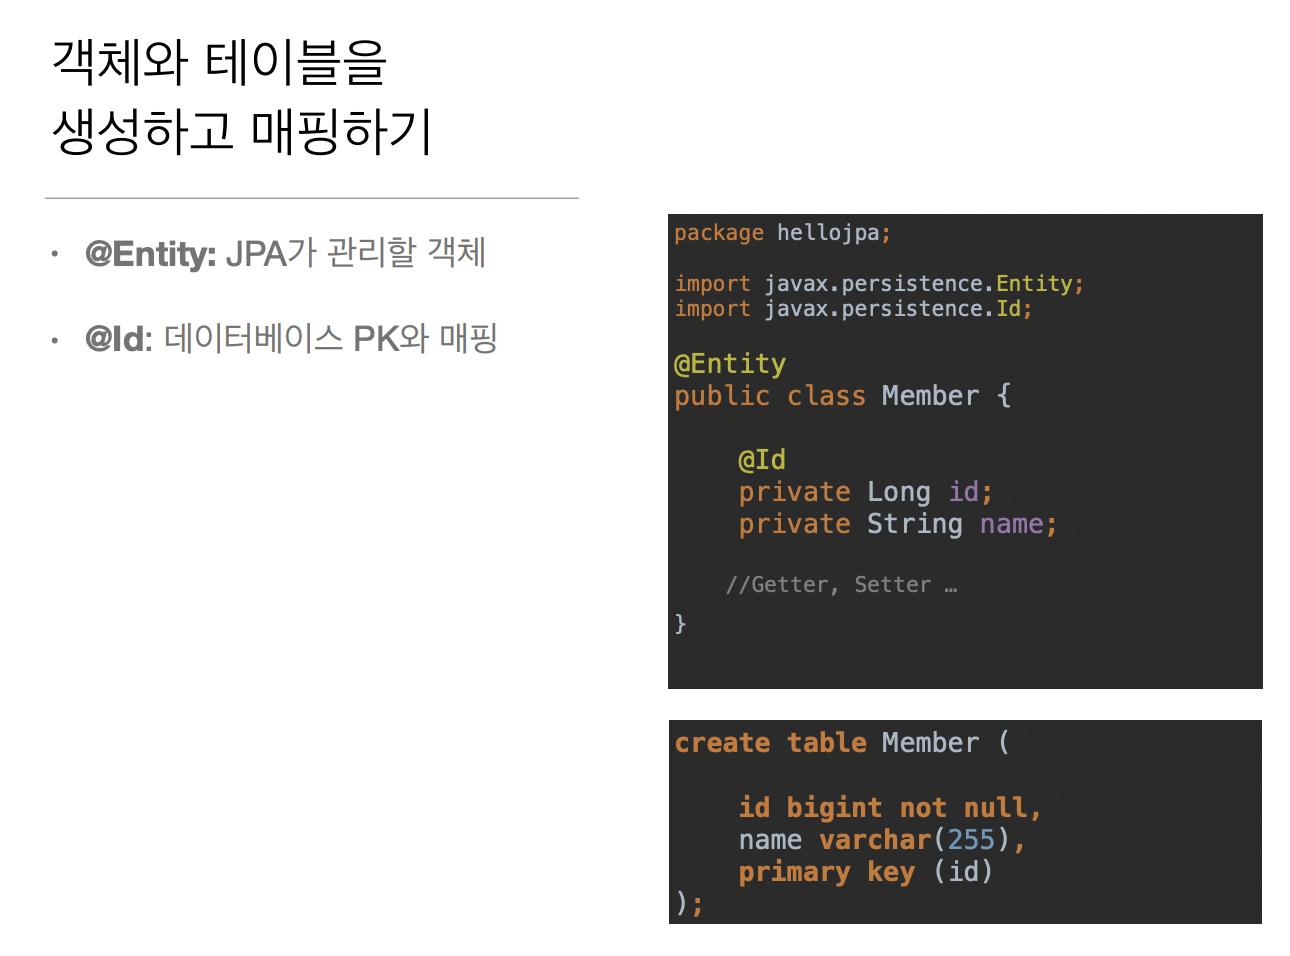 객체와 테이블을
생성하고 매핑하기
• @Entity: JPA가 관리할 객체
• @Id: 데이터베이스 PK와 매핑
package hellojpa;
import javax.persistence.Entity;
import javax.persistence.Id;
@Entity
public class Member {
@Id
private Long id;
private String name;
//Getter, Setter …
}
create table Member (
id bigint not null,
name varchar(255),
primary key (id)
);